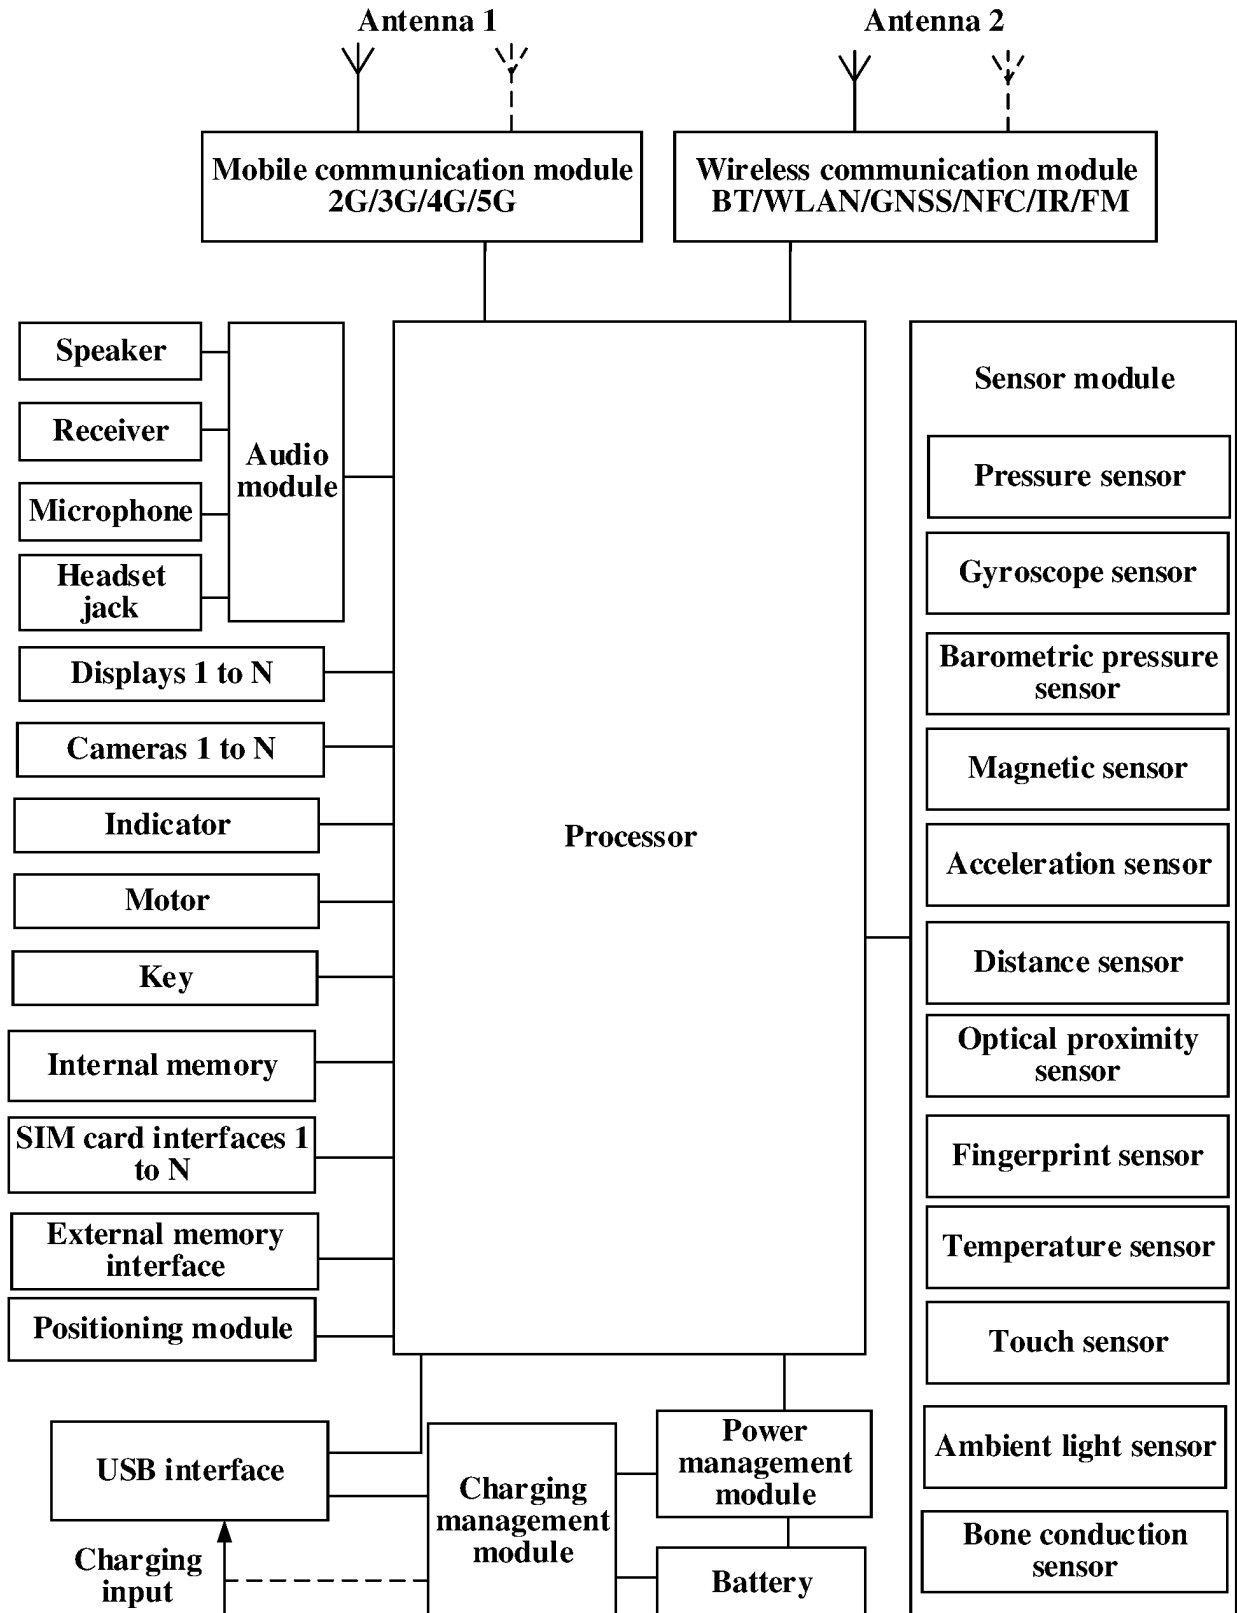 Antenna 1
Antenna 2
Mobile communication module
2G/3G/4G/5G
Wireless communication module
BT/WLAN/GNSS/NFC/IR/FM
Speaker
Receiver
Microphone
Headset
jack
Audio
module
Displays 1 to N
Cameras 1 to N
Indicator
Motor
Key
Internal memory
SIM card interfaces 1
to N
External memory
interface
Positioning module
Processor
Sensor module
Pressure sensor
Gyroscope sensor
Barometric pressure
sensor
Magnetic sensor
Acceleration sensor
Distance sensor
Optical proximity
sensor
Fingerprint sensor
Temperature sensor
Touch sensor
Ambient light sensor
Bone conduction
sensor
USB interface
Charging
input
Charging
management
module
Power
management
module
Battery